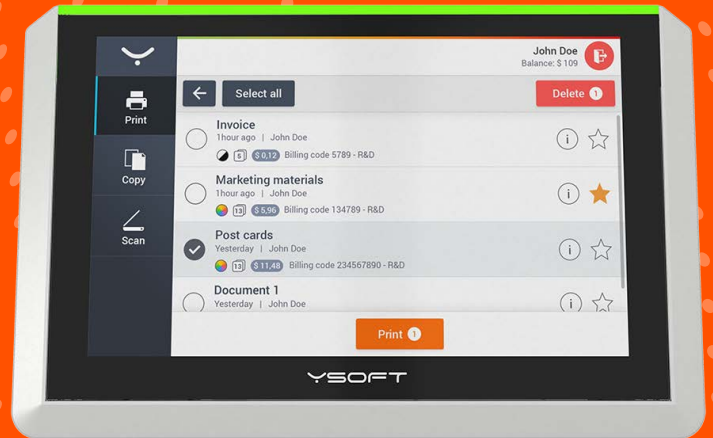 John Doe
Balance: $ 109
Print
Copy
Scan
Select all
Delete 1
Invoice
1hour ago | John Doe
5 $ 0,12 Billing code 5789 - R&D
Marketing materials
1hour ago | John Doe
13 $ 5,96 Billing code 134789 - R&D
Post cards
Yesterday | John Doe
13 $ 11,48 Billing code 234567890 - R&D
Document 1
Yesterday | John Doe
Print 1
YSOFT